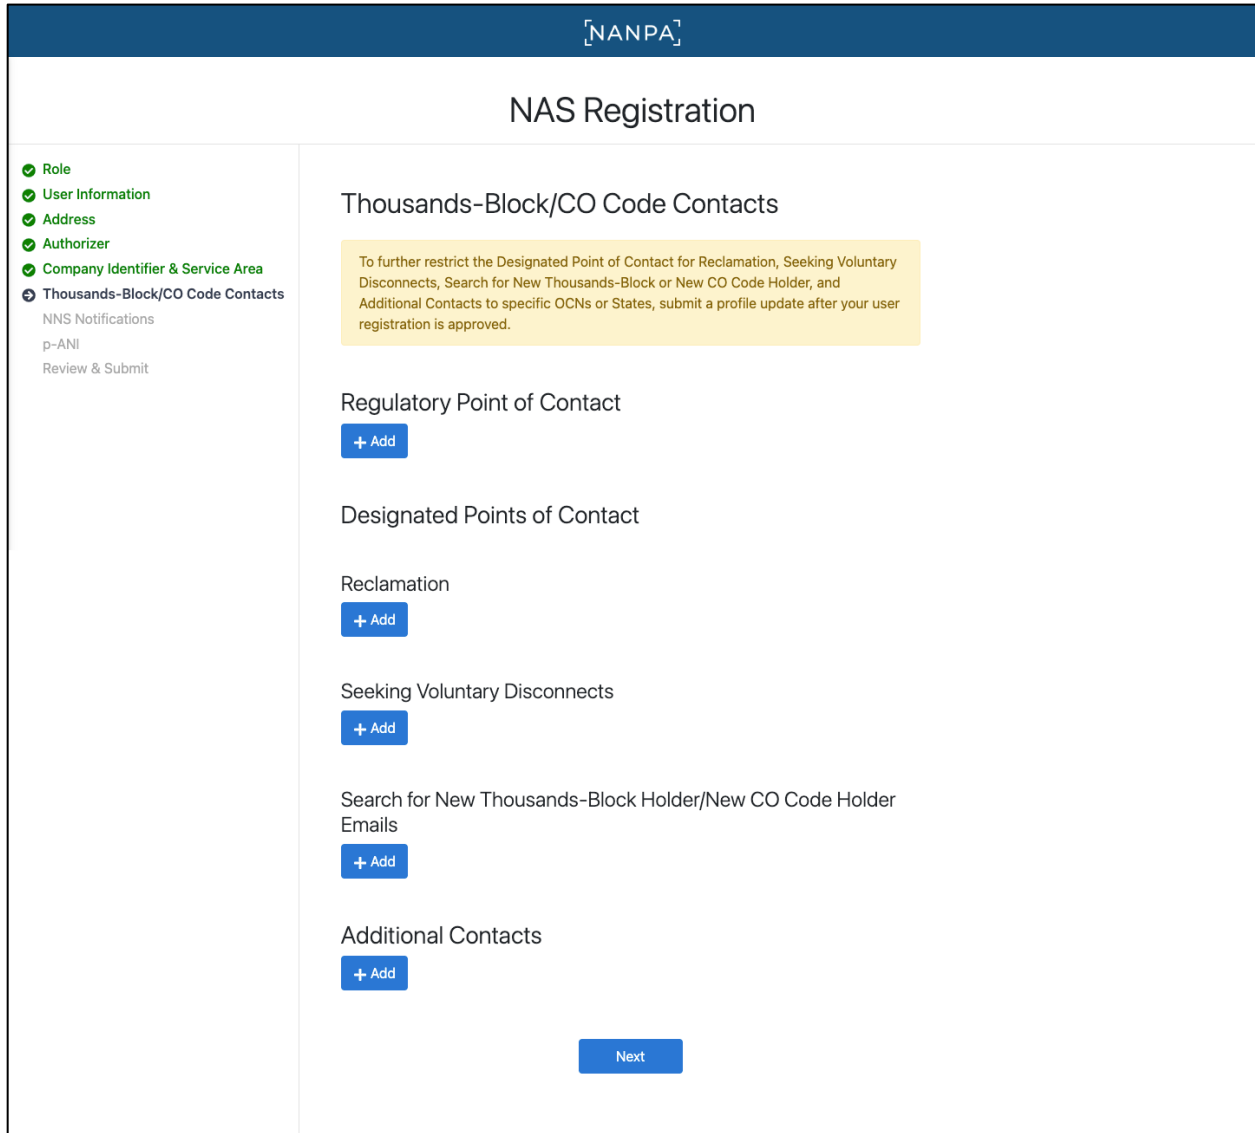 NANPA
NAS Registration
Role
User Information
Address
Authorizer
Company Identifier & Service Area
Thousands-Block/CO Code Contacts
NNS Notifications
p-ANI
Review & Submit
Thousands-Block/CO Code Contacts
To further restrict the Designated Point of Contact for Reclamation, Seeking Voluntary
Disconnects, Search for New Thousands-Block or New CO Code Holder, and
Additional Contacts to specific OCNs or States, submit a profile update after your user
registration is approved.
Regulatory Point of Contact
+ Add
Designated Points of Contact
Reclamation
+ Add
Seeking Voluntary Disconnects
+ Add
Search for New Thousands-Block Holder/New CO Code Holder
Emails
+ Add
Additional Contacts
+ Add
Next